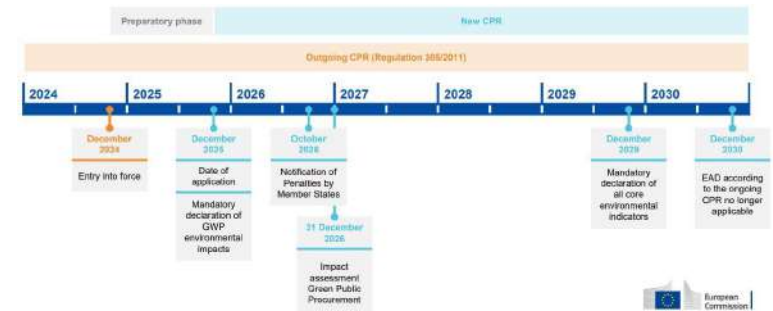 Preparatory phase
New CPR
Outgoing CPR (Regulation 305/2011)
2024
2025
2026
2027
2028
2029
2030
December
2024
Entry into force
December
2025
Date of
application
Mandatory
declaration of
GWP
environmental
impacts
October
2026
Notification of
Penalties by
Member States
31 December
2026
Impact
assessment
Green Public
Procurement
December
2029
Mandatory
declaration of
all core
environmental
indicators
December
2030
EAD according
to the ongoing
CPR no longer
applicable
European
Commission